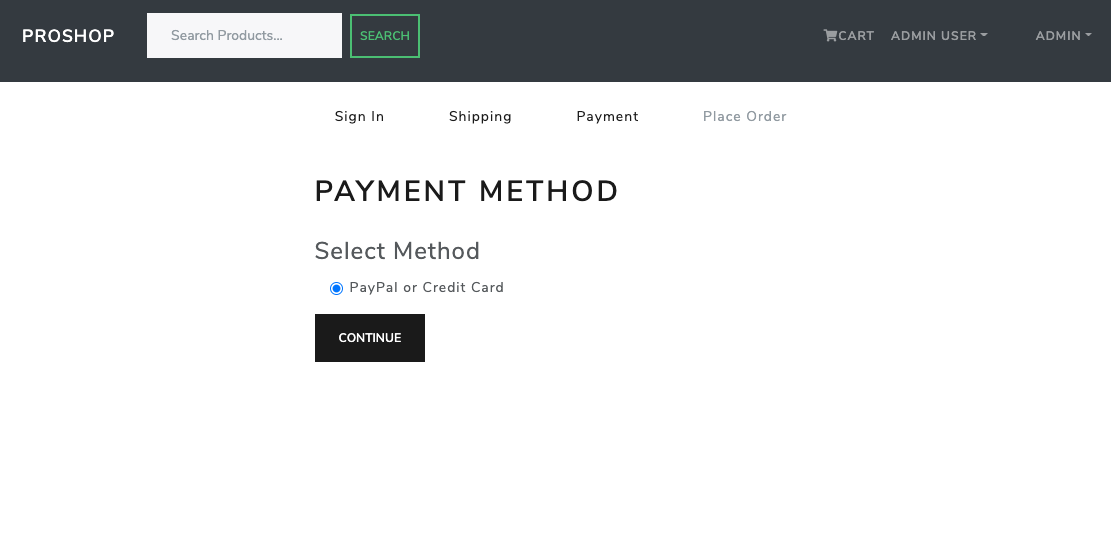 PROSHOP Search Products... SEARCH CART ADMIN USER ADMIN
Sign In Shipping Payment Place Order
PAYMENT METHOD
Select Method
PayPal or Credit Card
CONTINUE